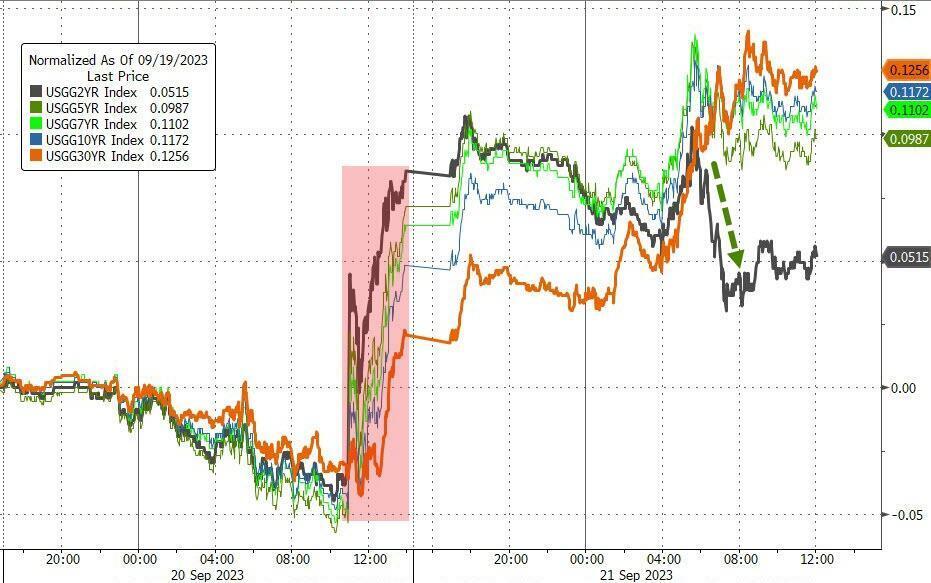 Normalized As Of 09/19/2023
Last Price
USGG2YR Index 0.0515
USGG5YR Index 0.0987
USGG7YR Index 0.1102
USGG10YR Index 0.1172
USGG30YR Index 0.1256
0.15
0.1256
0.1172
0.1102
0.0987
0.0515
0.00
-0.05
20:00 00:00 04:00 08:00 12:00 20:00 00:00 04:00 08:00 12:00
20 Sep 2023 21 Sep 2023